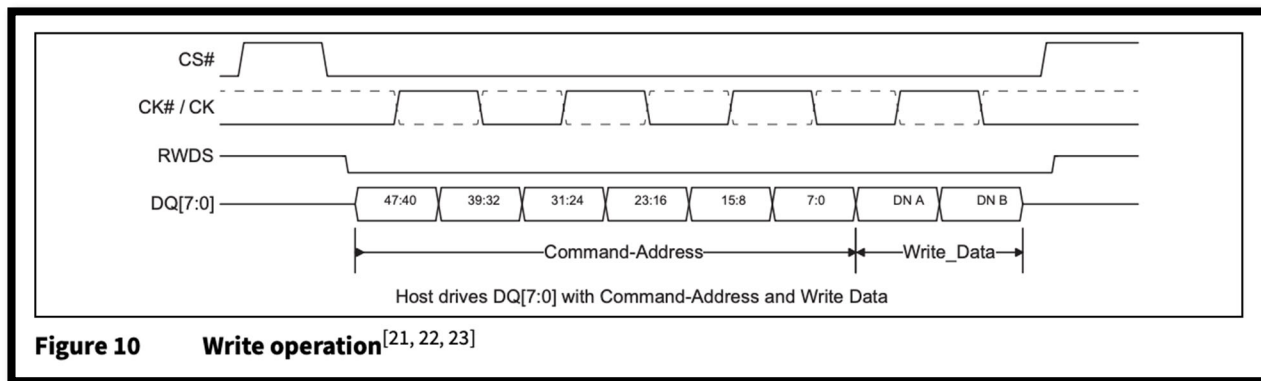 CS#
CK# / CK
RWDS
DQ[7:0] 47:40 39:32 31:24 23:16 15:8 7:0 DN A DN B
Command-Address Write_Data
Host drives DQ[7:0] with Command-Address and Write Data
Figure 10 Write operation[21, 22, 23]